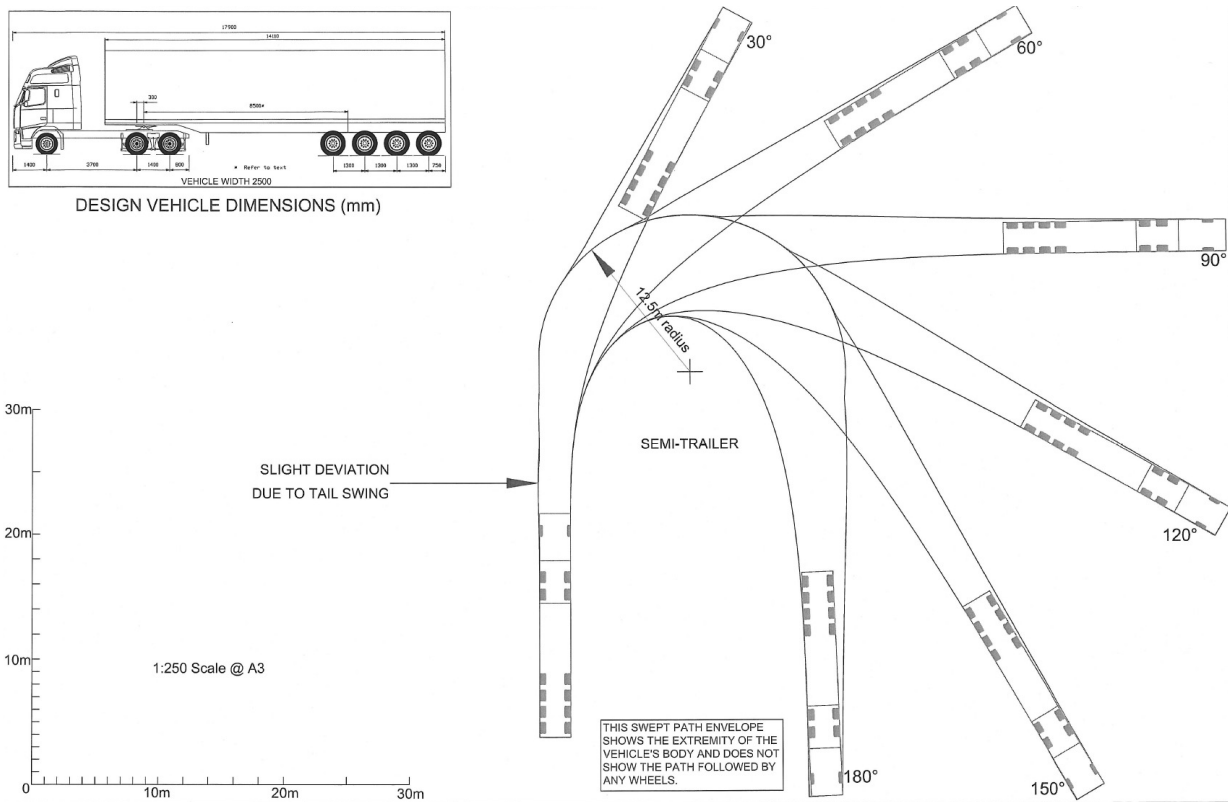 17900
14100
300
8500*
1400
3700
1400
800
* Refer to text
1300
1300
1300
750
VEHICLE WIDTH 2500
DESIGN VEHICLE DIMENSIONS (mm)
30°
60°
90°
12.5m radius
30m
SEMI-TRAILER
SLIGHT DEVIATION
DUE TO TAIL SWING
20m
120°
10m
1:250 Scale @ A3
THIS SWEPT PATH ENVELOPE
SHOWS THE EXTREMITY OF THE
VEHICLE'S BODY AND DOES NOT
SHOW THE PATH FOLLOWED BY
ANY WHEELS.
180°
150°
0
10m
20m
30m